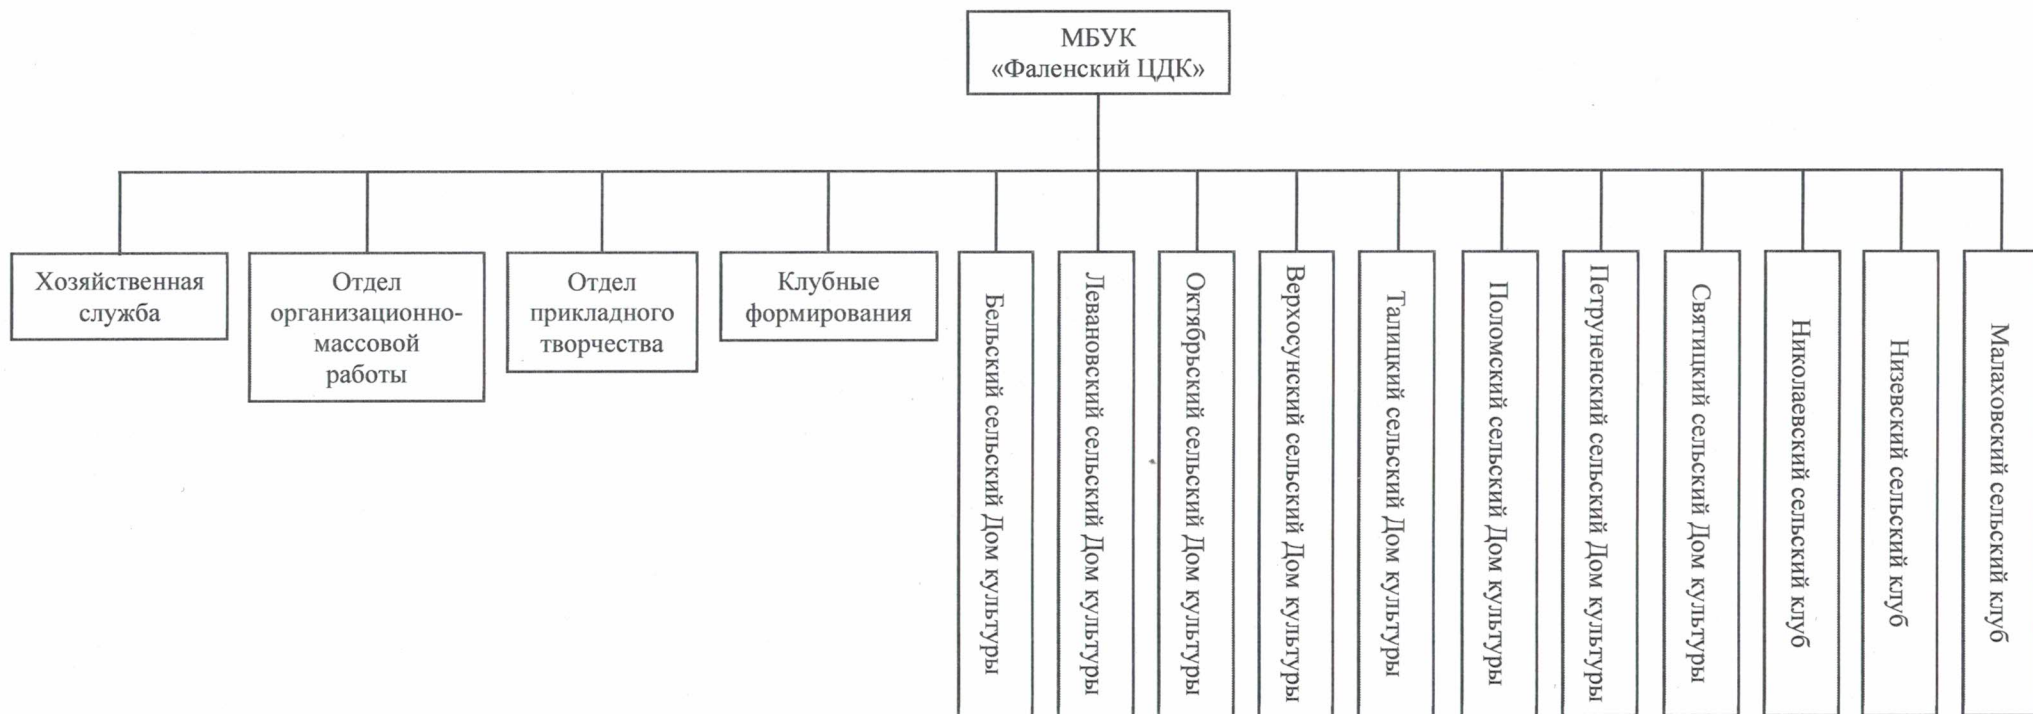 МБУК
«Фаленский ЦДК»
Хозяйственная
служба
Отдел
организационно-
массовой
работы
Отдел
прикладного
творчества
Клубные
формирования
Бельский сельский Дом культуры
Левановский сельский Дом культуры
Октябрьский сельский Дом культуры
Верхосунский сельский Дом культуры
Талицкий сельский Дом культуры
Поломский сельский Дом культуры
Петруненский сельский Дом культуры
Святицкий сельский Дом культуры
Николаевский сельский клуб
Низевский сельский клуб
Малаховский сельский клуб